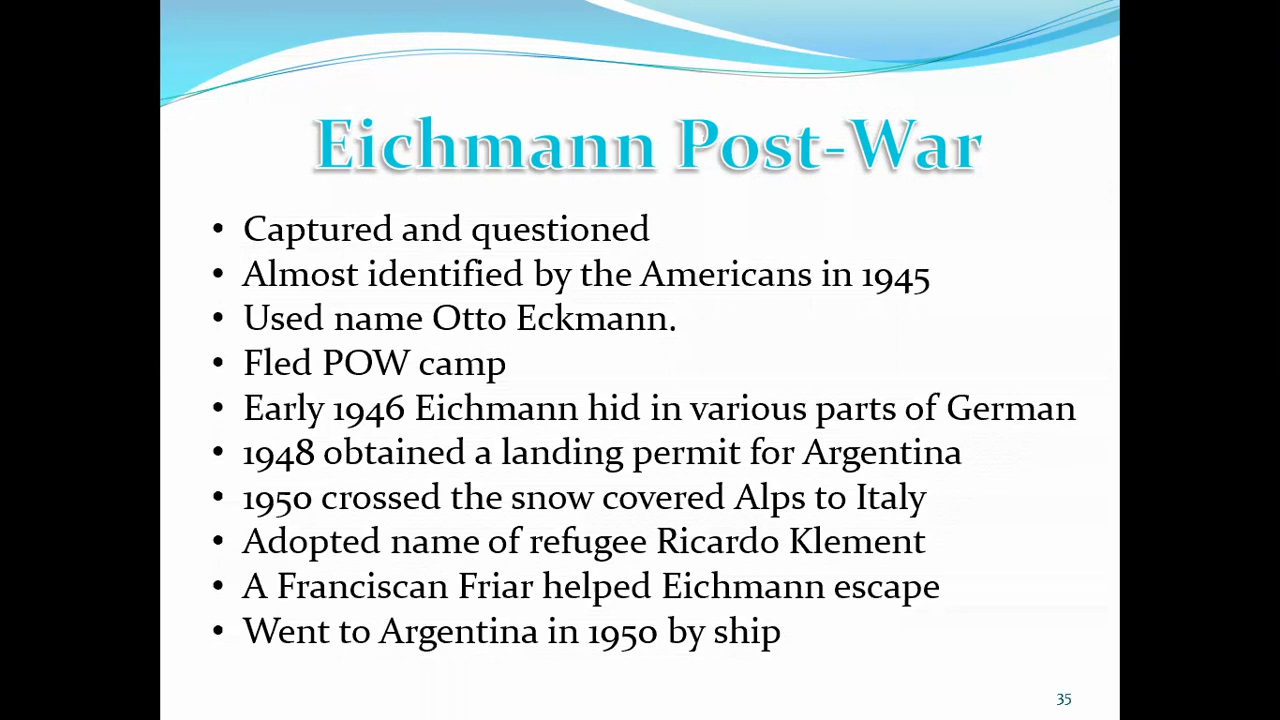 Eichmann Post-War
• Captured and questioned
• Almost identified by the Americans in 1945
• Used name Otto Eckmann.
• Fled POW camp
• Early 1946 Eichmann hid in various parts of German
• 1948 obtained a landing permit for Argentina
• 1950 crossed the snow covered Alps to Italy
• Adopted name of refugee Ricardo Klement
• A Franciscan Friar helped Eichmann escape
• Went to Argentina in 1950 by ship
35